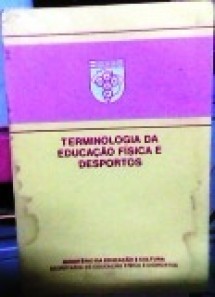 TERMINOLOGIA DA
EDUCAÇÃO FÍSICA E
DESPORTOS
MINISTÉRIO DA EDUCAÇÃO E CULTURA
SECRETARIA DE EDUCAÇÃO FÍSICA E DESPORTOS